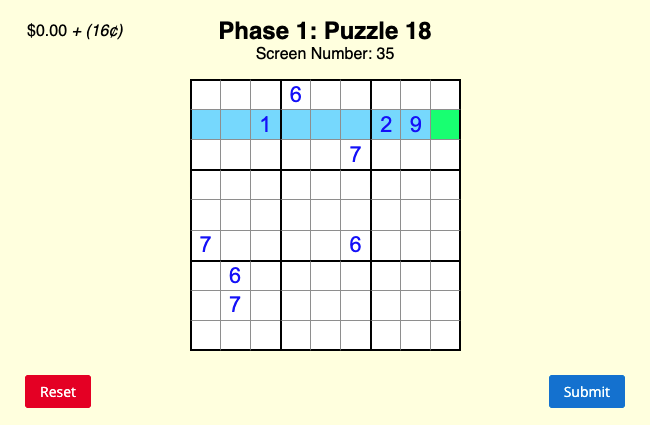 $0.00 + (16¢)
Phase 1: Puzzle 18
Screen Number: 35
6
1 2 9
7
7 6
6
7
Reset
Submit